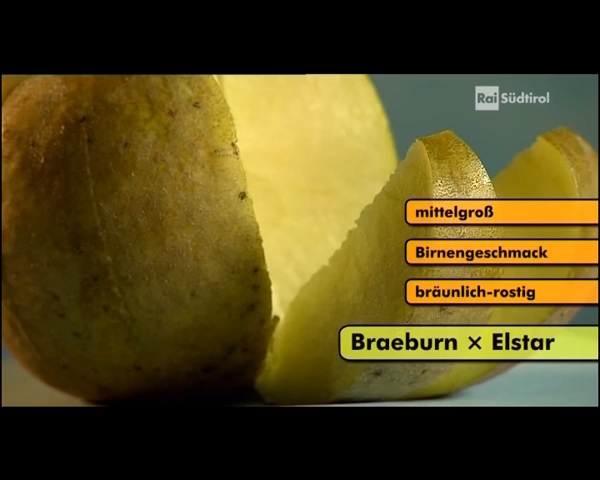 Rai Südtirol
mittelgroß
Birnengeschmack
bräunlich-rostig
Braeburn × Elstar